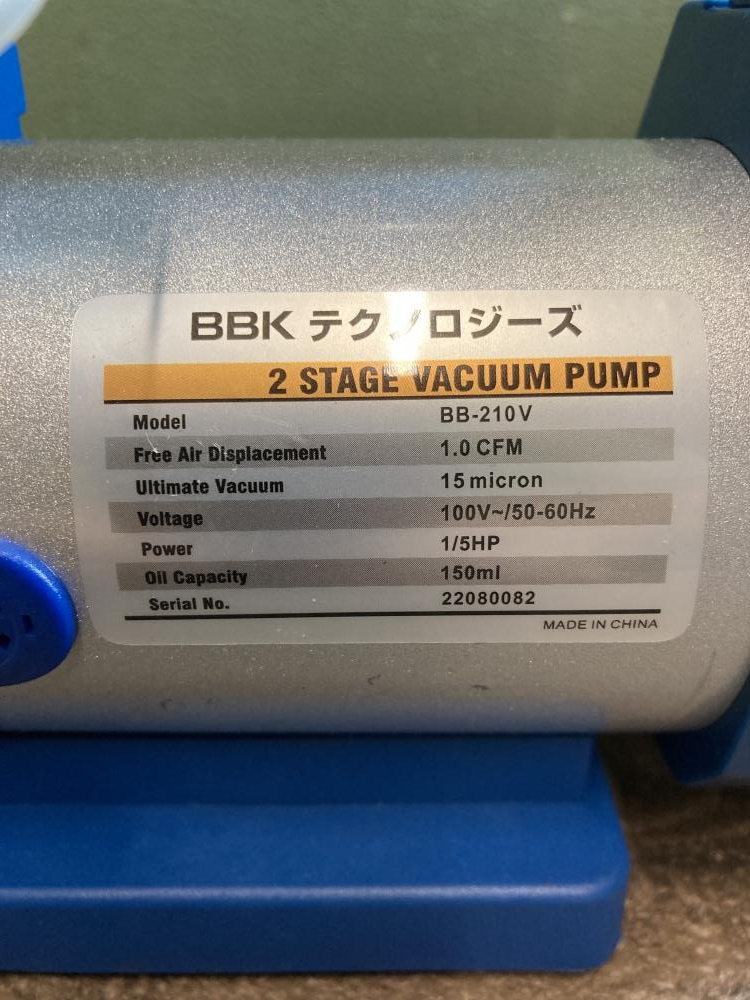 BBK テクノロジーズ
2 STAGE VACUUM PUMP
Model BB-210V
Free Air Displacement 1.0 CFM
Ultimate Vacuum 15 micron
Voltage 100V~/50-60Hz
Power 1/5HP
Oil Capacity 150ml
Serial No. 22080082
MADE IN CHINA